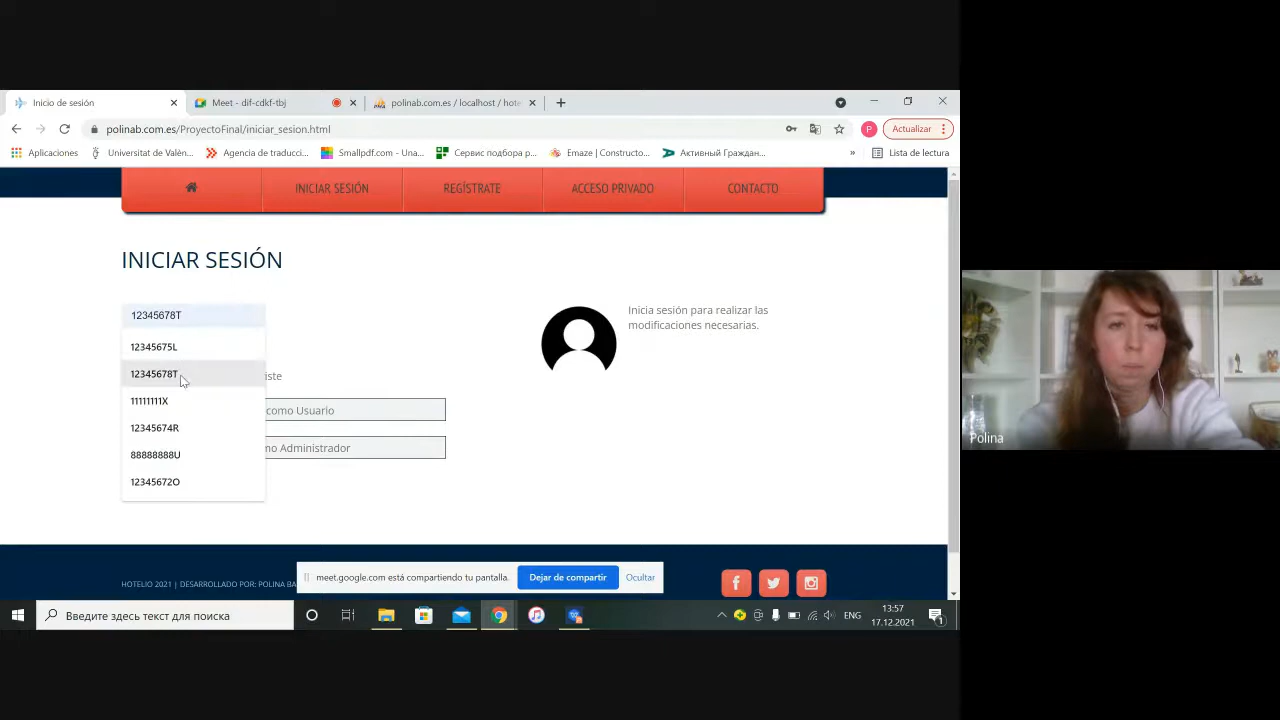 Inicio de sesión
Meet - dif-cdkf-tbj
polinab.com.es / localhost / hote
polinab.com.es/ProyectoFinal/iniciar_sesion.html
P
Actualizar
Aplicaciones
Universitat de Valèn...
Agencia de traducci...
Smallpdf.com - Una...
Сервис подбора р...
Emaze | Constructo...
Активный Граждан...
»
Lista de lectura
INICIAR SESIÓN
REGÍSTRATE
ACCESO PRIVADO
CONTACTO
INICIAR SESIÓN
12345678T
12345675L
12345678T
11111111X
12345674R
88888888U
12345672O
iste
como Usuario
no Administrador
Inicia sesión para realizar las
modificaciones necesarias.
Polina
HOTELIO 2021 | DESARROLLADO POR: POLINA BA
meet.google.com está compartiendo tu pantalla.
Dejar de compartir
Ocultar
Введите здесь текст для поиска
ENG
13:57
17.12.2021
1